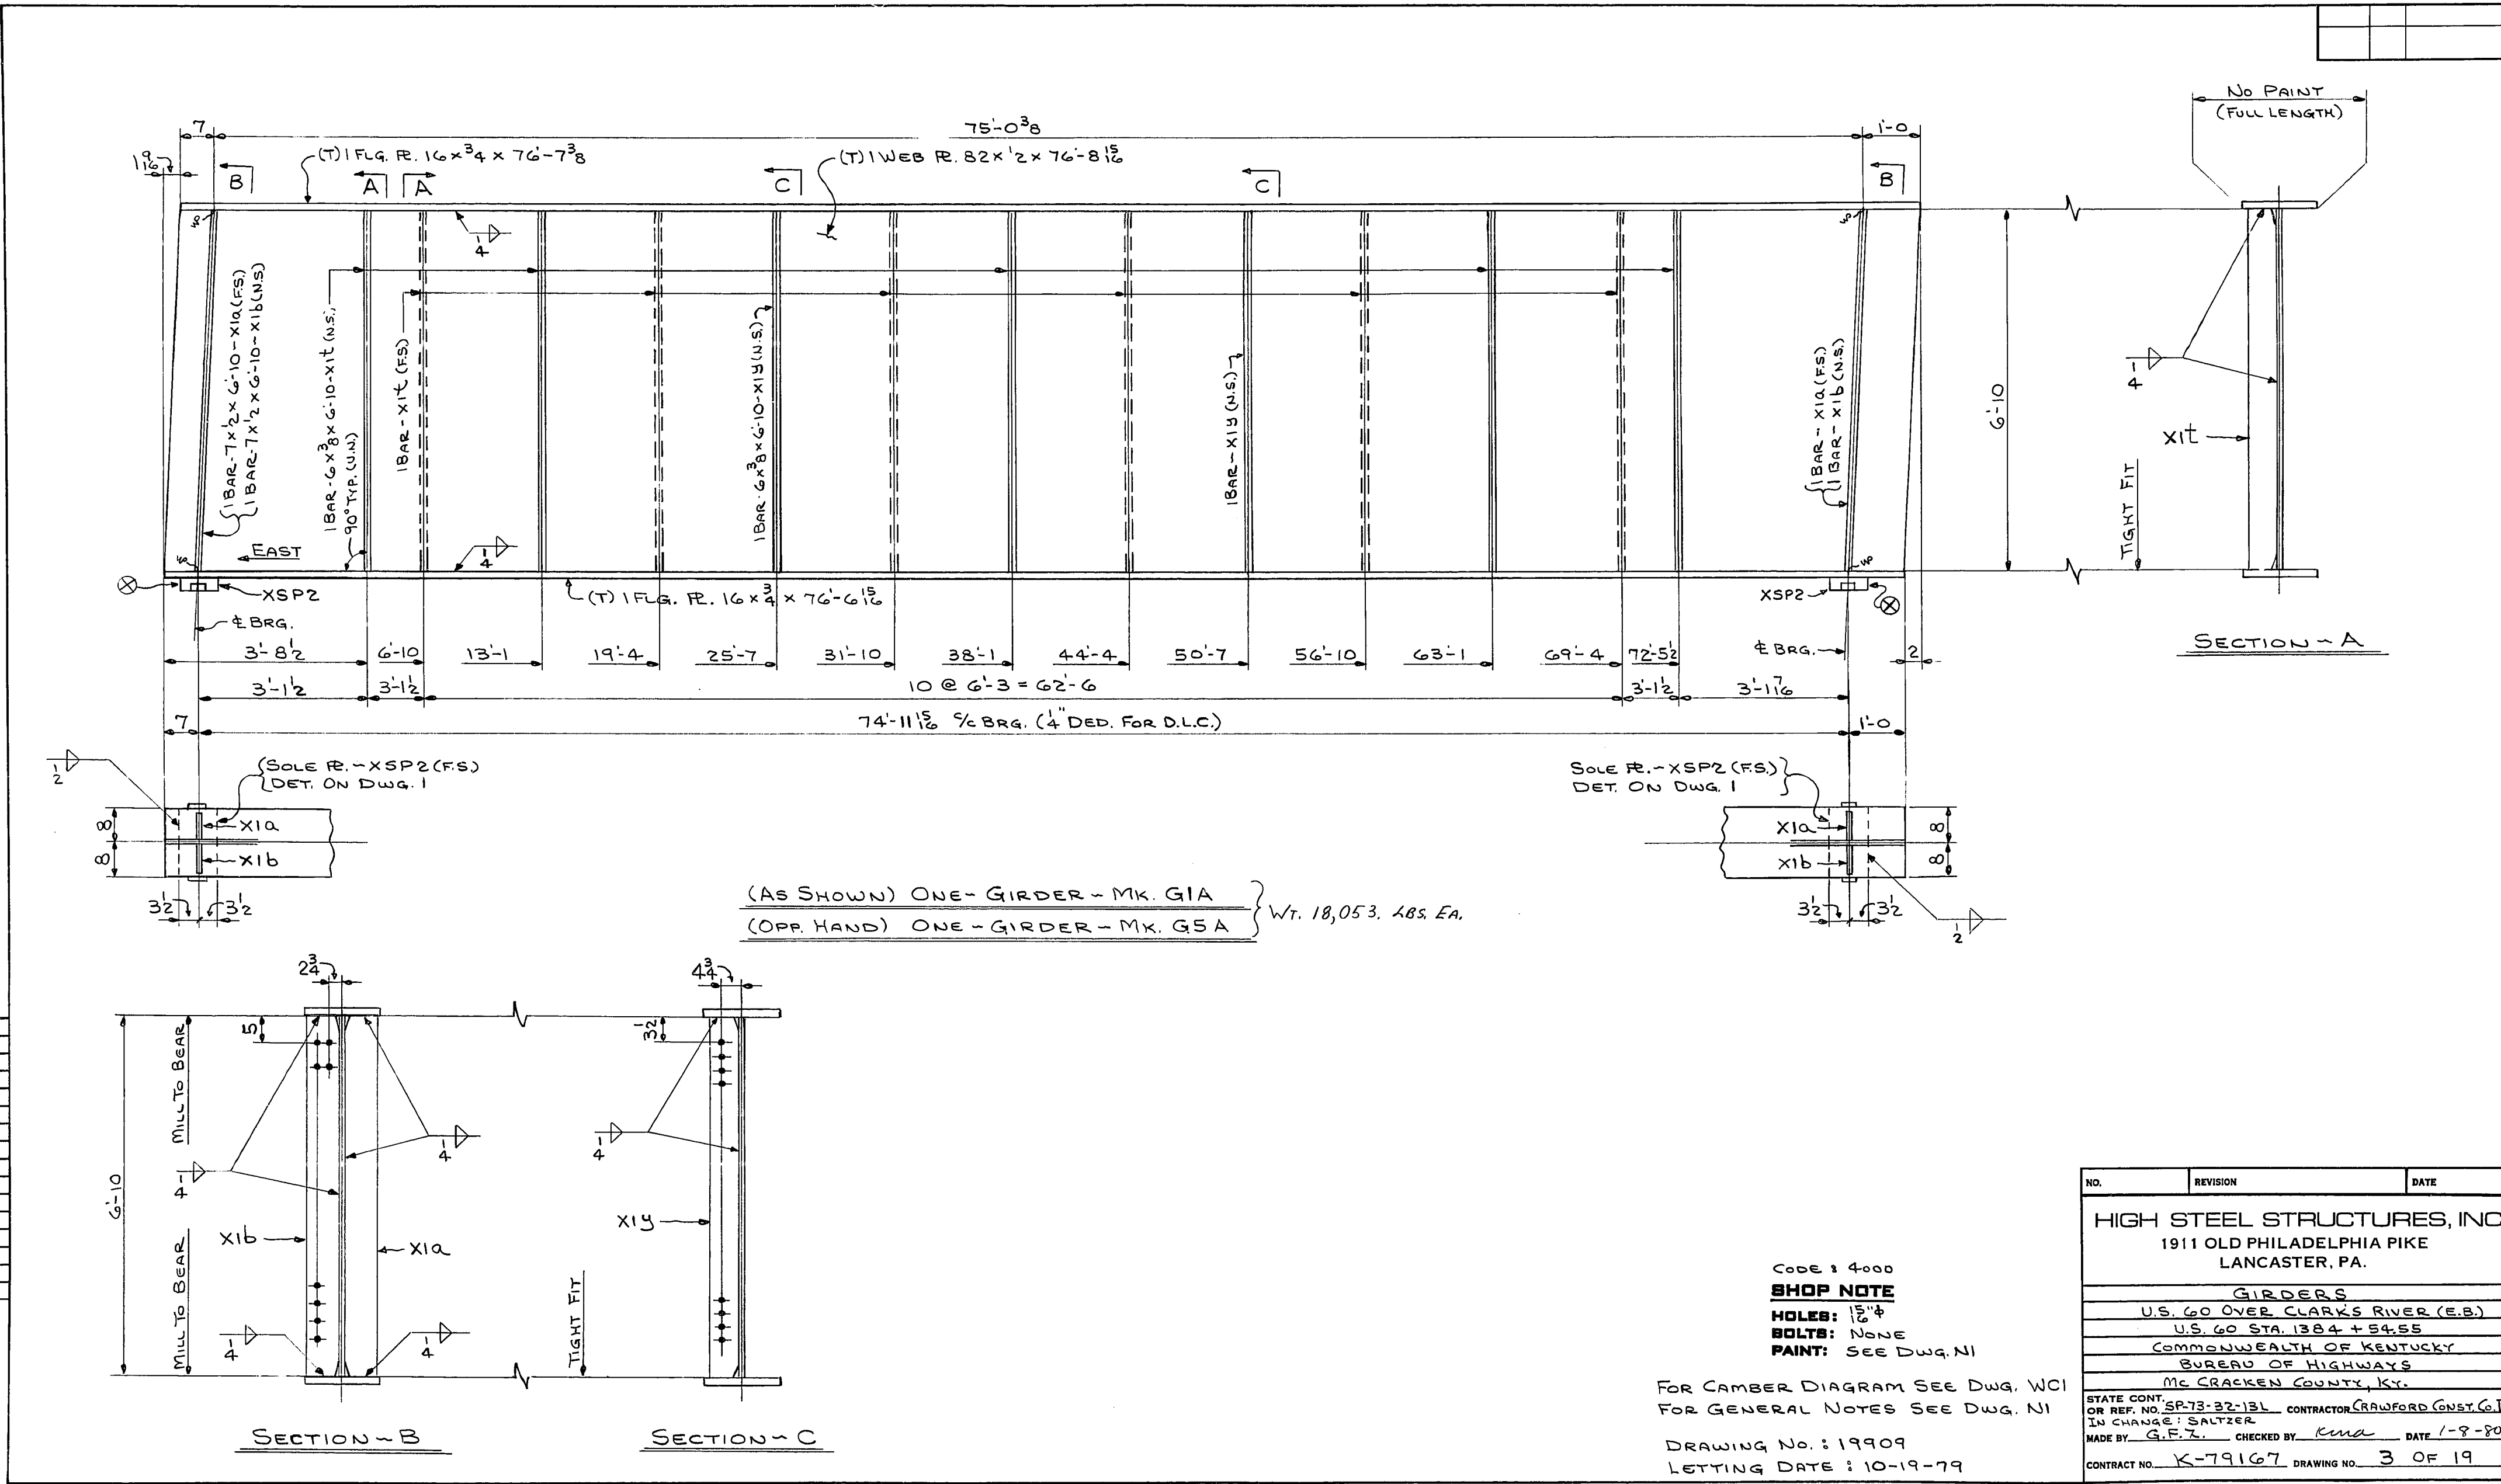 No PAINT
(FULL LENGTH)
7
75'-0 3/8
1'-0
1 9/16
(T) 1 FLG. PL. 16 x 3/4 x 76'-7 3/8
(T) 1 WEB PL. 82 x 1/2 x 76'-8 15/16
B
A
A
C
C
B
WP
WP
1/4
1 BAR-7 x 1/2 x 6'-10-X1a (F.S.)
1 BAR-7 x 1/2 x 6'-10-X1b (N.S.)
1 BAR-6 x 3/8 x 6'-10-X1t (N.S.)
90° TYP. (U.N.)
1 BAR-X1t (F.S.)
1 BAR-6 x 3/8 x 6'-10-X1y (N.S.)
1 BAR-X1y (N.S.)
1 BAR-X1a (F.S.)
1 BAR-X1b (N.S.)
6'-10
1/4
X1t
TIGHT FIT
EAST
1/4
WP
WP
XSP2
(T) 1 FLG. PL. 16 x 3/4 x 76'-6 15/16
XSP2
℄ BRG.
℄ BRG.
2
SECTION-A
3'-8 1/2
6'-10
13'-1
19'-4
25'-7
31'-10
38'-1
44'-4
50'-7
56'-10
63'-1
69'-4
72'-5 1/2
3'-1 1/2
3'-1 1/2
10 @ 6'-3 = 62'-6
3'-1 1/2
3'-1 7/16
7
74'-11 15/16 c/c BRG. (1/4" DED. FOR D.L.C.)
1'-0
1/2
SOLE PL.-XSP2 (F.S.)
DET. ON DWG. 1
SOLE PL.-XSP2 (F.S.)
DET. ON DWG. 1
8
8
X1a
X1b
3 1/2
3 1/2
X1a
X1b
8
8
3 1/2
3 1/2
1/2
(AS SHOWN) ONE-GIRDER-MK. G1A
(OPP. HAND) ONE-GIRDER-MK. G5A
WT. 18,053. LBS. EA.
2 3/4
5
MILL TO BEAR
6'-10
1/4
1/4
X1b
X1a
MILL TO BEAR
1/4
1/4
SECTION-B
4 3/4
3 1/2
1/4
X1y
TIGHT FIT
SECTION-C
CODE: 4000
SHOP NOTE
HOLES: 15/16"φ
BOLTS: NONE
PAINT: SEE DWG. N1
FOR CAMBER DIAGRAM SEE DWG. WC1
FOR GENERAL NOTES SEE DWG. N1
DRAWING No.: 19909
LETTING DATE: 10-19-79
NO. REVISION DATE
HIGH STEEL STRUCTURES, INC
1911 OLD PHILADELPHIA PIKE
LANCASTER, PA.
GIRDERS
U.S. 60 OVER CLARK'S RIVER (E.B.)
U.S. 60 STA. 1384 + 54.55
COMMONWEALTH OF KENTUCKY
BUREAU OF HIGHWAYS
Mc CRACKEN COUNTY, KY.
STATE CONT.
OR REF. NO. SP-73-32-13L CONTRACTOR CRAWFORD CONST. Co.
IN CHANGE: SALTZER
MADE BY G.F.Z. CHECKED BY DATE 1-8-80
CONTRACT NO. K-79167 DRAWING NO. 3 OF 19